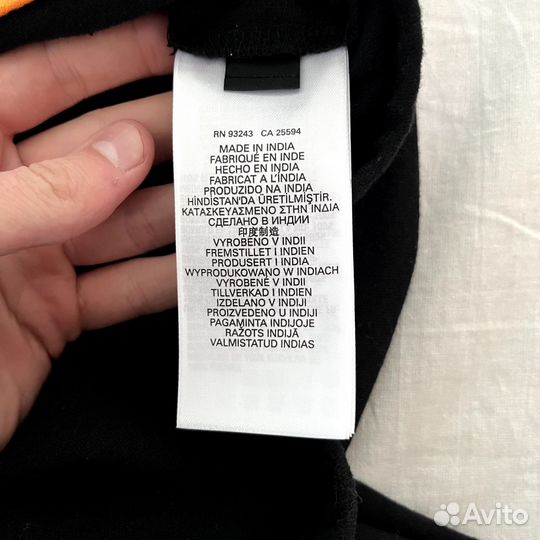 RN 93243 CA 25594
MADE IN INDIA
FABRIQUÉ EN INDE
HECHO EN INDIA
FABRICAT A L'ÍNDIA
PRODUZIDO NA ÍNDIA
HİNDİSTAN'DA ÜRETİLMİŞTİR.
ΚΑΤΑΣΚΕΥΑΣΜΕΝΟ ΣΤΗΝ ΙΝΔΙΑ
СДЕЛАНО В ИНДИИ
印度制造
VYROBENO V INDII
FREMSTILLET I INDIEN
PRODUSERT I INDIA
WYPRODUKOWANO W INDIACH
VYROBENÉ V INDII
TILLVERKAD I INDIEN
IZDELANO V INDIJI
PROIZVEDENO U INDIJI
PAGAMINTA INDIJOJE
RAŽOTS INDIJĀ
VALMISTATUD INDIAS
Avito